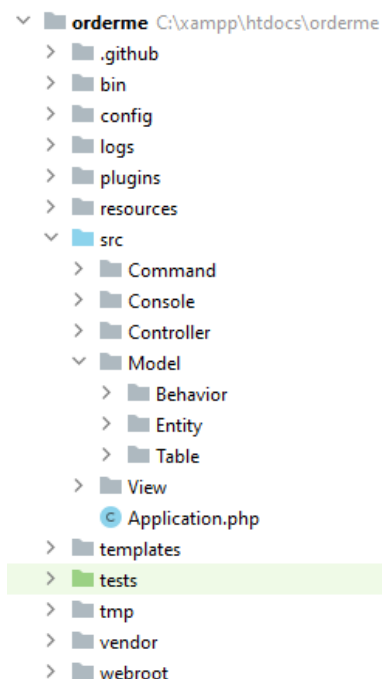 orderme C:\xampp\htdocs\orderme
.github
bin
config
logs
plugins
resources
src
Command
Console
Controller
Model
Behavior
Entity
Table
View
C Application.php
templates
tests
tmp
vendor
webroot